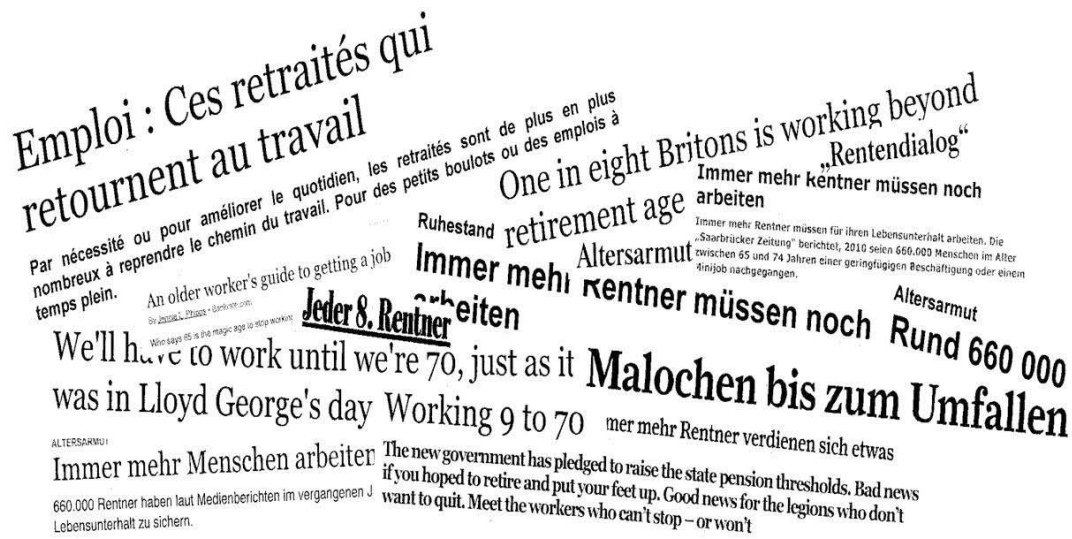 Emploi : Ces retraités qui
retournent au travail
Par nécessité ou pour améliorer le quotidien, les retraités sont de plus en plus
nombreux à reprendre le chemin du travail. Pour des petits boulots ou des emplois à
temps plein.
One in eight Britons is working beyond
retirement age
„Rentendialog“
Immer mehr Rentner müssen noch
arbeiten
Immer mehr Rentner müssen für ihren Lebensunterhalt arbeiten. Die
„Saarbrücker Zeitung“ berichtet, 2010 seien 660.000 Menschen im Alter
zwischen 65 und 74 Jahren einer geringfügigen Beschäftigung oder einem
Minijob nachgegangen.
An older worker's guide to getting a job
By Jennie L. Phipps • Bankrate.com
Who says 65 is the magic age to stop working
Ruhestand
Immer mehr Rentner müssen noch
arbeiten
Altersarmut
Jeder 8. Rentner
Altersarmut
Rund 660 000
We'll have to work until we're 70, just as it
was in Lloyd George's day
Malochen bis zum Umfallen
Working 9 to 70
mer mehr Rentner verdienen sich etwas
The new government has pledged to raise the state pension thresholds. Bad news
if you hoped to retire and put your feet up. Good news for the legions who don't
want to quit. Meet the workers who can't stop – or won't
ALTERSARMUT
Immer mehr Menschen arbeiten
660.000 Rentner haben laut Medienberichten im vergangenen J
Lebensunterhalt zu sichern.